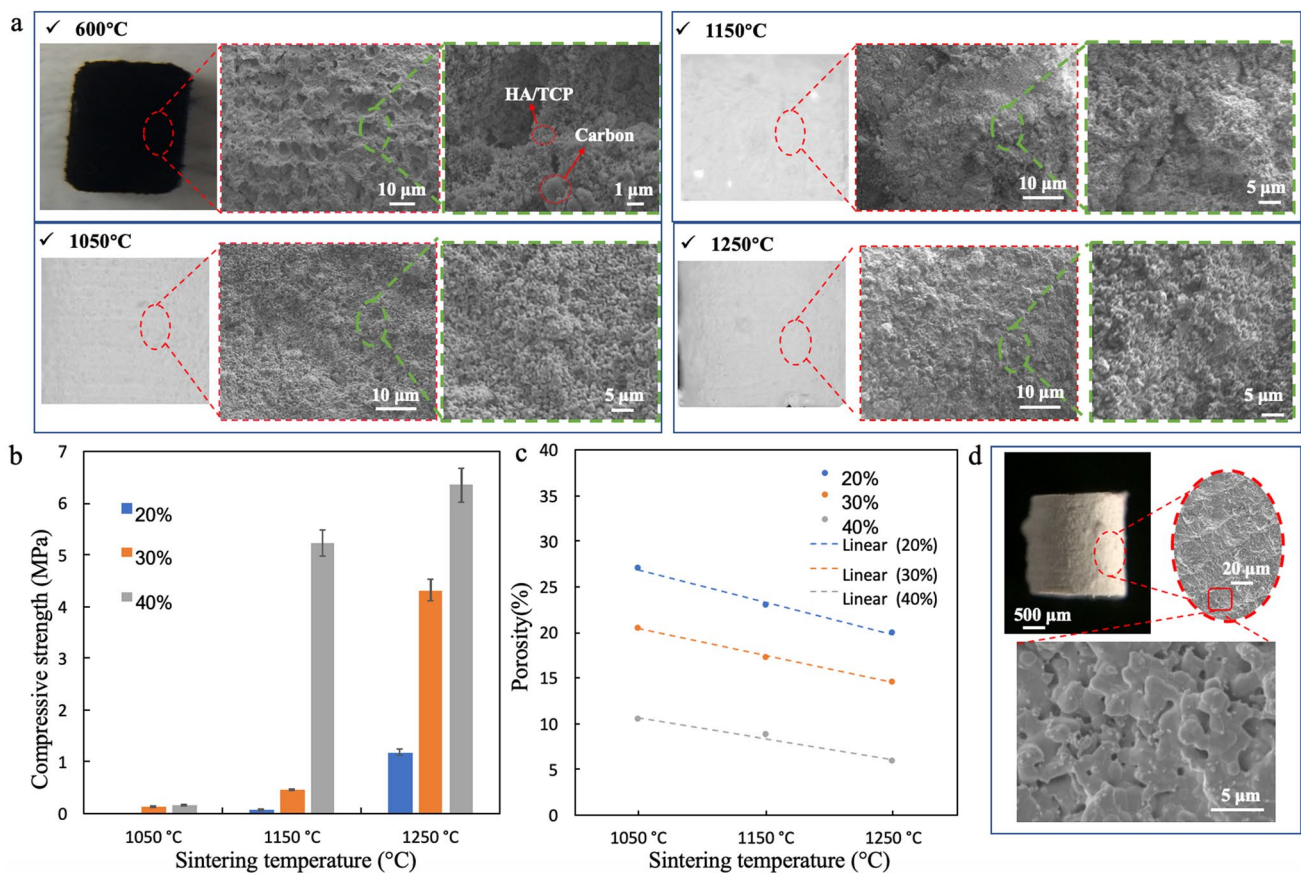 a
✓ 600°C
HA/TCP
Carbon
10 μm
1 μm
✓ 1150°C
10 μm
5 μm
✓ 1050°C
10 μm
5 μm
✓ 1250°C
10 μm
5 μm
b
Compressive strength (MPa)
7
6
5
4
3
2
1
0
20%
30%
40%
1050 °C
1150 °C
1250 °C
Sintering temperature (°C)
c
Porosity(%)
40
35
30
25
20
15
10
5
0
20%
30%
40%
Linear (20%)
Linear (30%)
Linear (40%)
1050 °C
1150 °C
1250 °C
Sintering temperature (°C)
d
500 μm
20 μm
5 μm